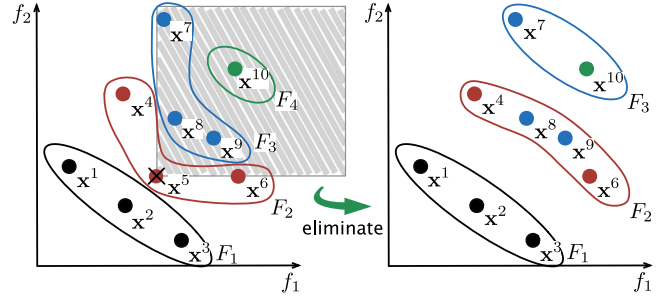 f₂
x⁷
x¹⁰
F₄
x⁴
x⁸
x⁹
F₃
x¹
x⁵
x⁶
F₂
x²
x³
F₁
f₁
eliminate
f₂
x⁷
x¹⁰
F₃
x⁴
x⁸
x⁹
x¹
x⁶
F₂
x²
x³
F₁
f₁